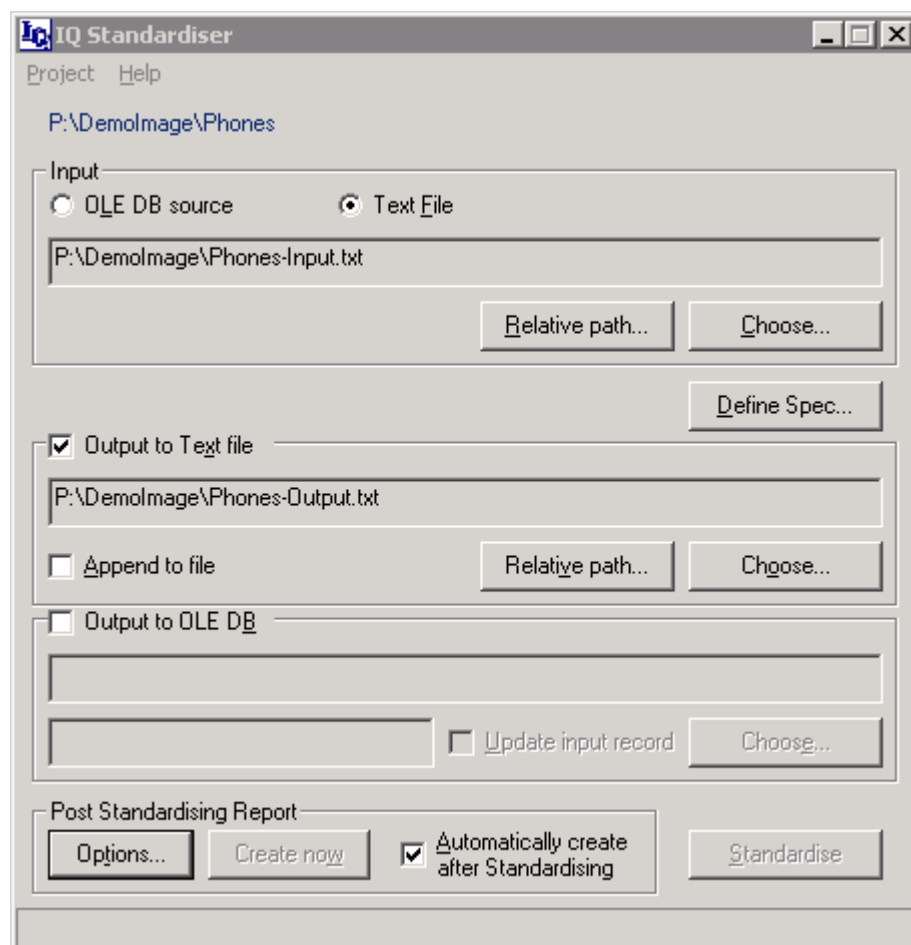 IQ Standardiser
Project Help
P:\DemoImage\Phones
Input
OLE DB source Text File
P:\DemoImage\Phones-Input.txt
Relative path... Choose...
Define Spec...
Output to Text file
P:\DemoImage\Phones-Output.txt
Append to file Relative path... Choose...
Output to OLE DB
Update input record Choose...
Post Standardising Report
Options... Create now Automatically create
after Standardising Standardise